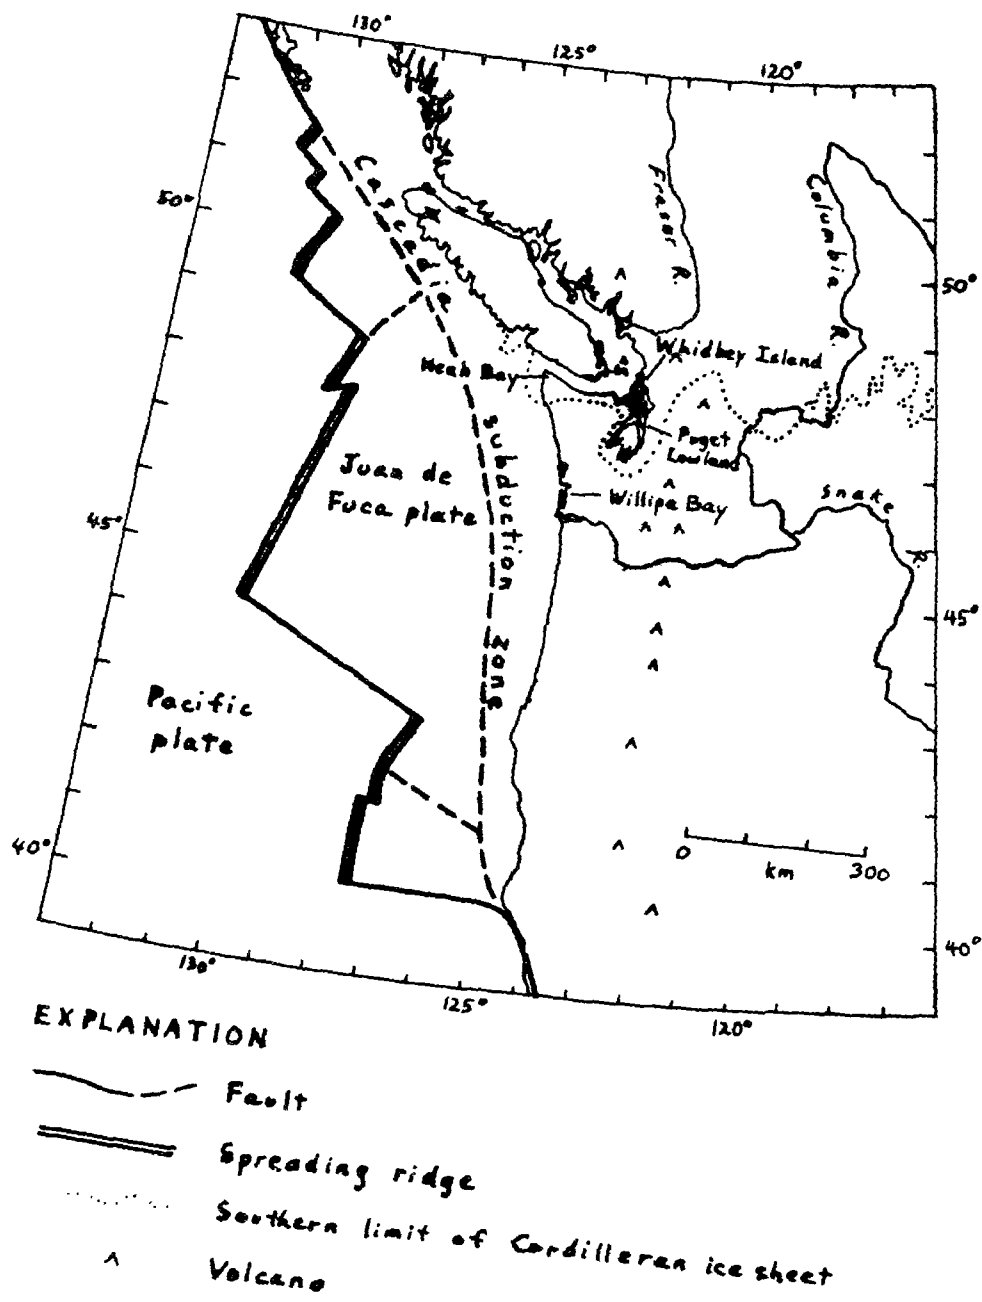 130°
125°
120°
50°
Cascadia
Fraser R.
Columbia R.
50°
Whidbey Island
Neah Bay
Puget
Lowland
subduction zone
Juan de
Fuca plate
Willipa Bay
Snake
R.
45°
45°
Pacific
plate
0 300
km
40°
40°
130°
125°
120°
EXPLANATION
Fault
Spreading ridge
Southern limit of Cordilleran ice sheet
Volcano